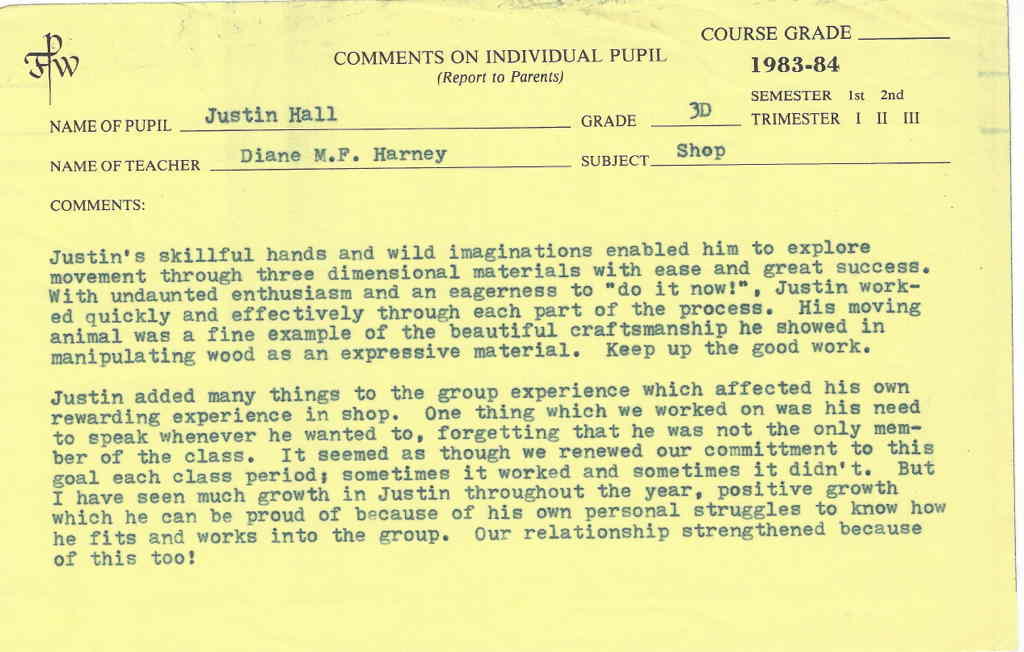 COURSE GRADE
FPW
COMMENTS ON INDIVIDUAL PUPIL
(Report to Parents)
1983-84
SEMESTER 1st 2nd
NAME OF PUPIL Justin Hall GRADE 3D TRIMESTER I II III
NAME OF TEACHER Diane M.F. Harney SUBJECT Shop
COMMENTS:
Justin's skillful hands and wild imaginations enabled him to explore
movement through three dimensional materials with ease and great success.
With undaunted enthusiasm and an eagerness to "do it now!", Justin work-
ed quickly and effectively through each part of the process. His moving
animal was a fine example of the beautiful craftsmanship he showed in
manipulating wood as an expressive material. Keep up the good work.
Justin added many things to the group experience which affected his own
rewarding experience in shop. One thing which we worked on was his need
to speak whenever he wanted to, forgetting that he was not the only mem-
ber of the class. It seemed as though we renewed our committment to this
goal each class period; sometimes it worked and sometimes it didn't. But
I have seen much growth in Justin throughout the year, positive growth
which he can be proud of because of his own personal struggles to know how
he fits and works into the group. Our relationship strengthened because
of this too!